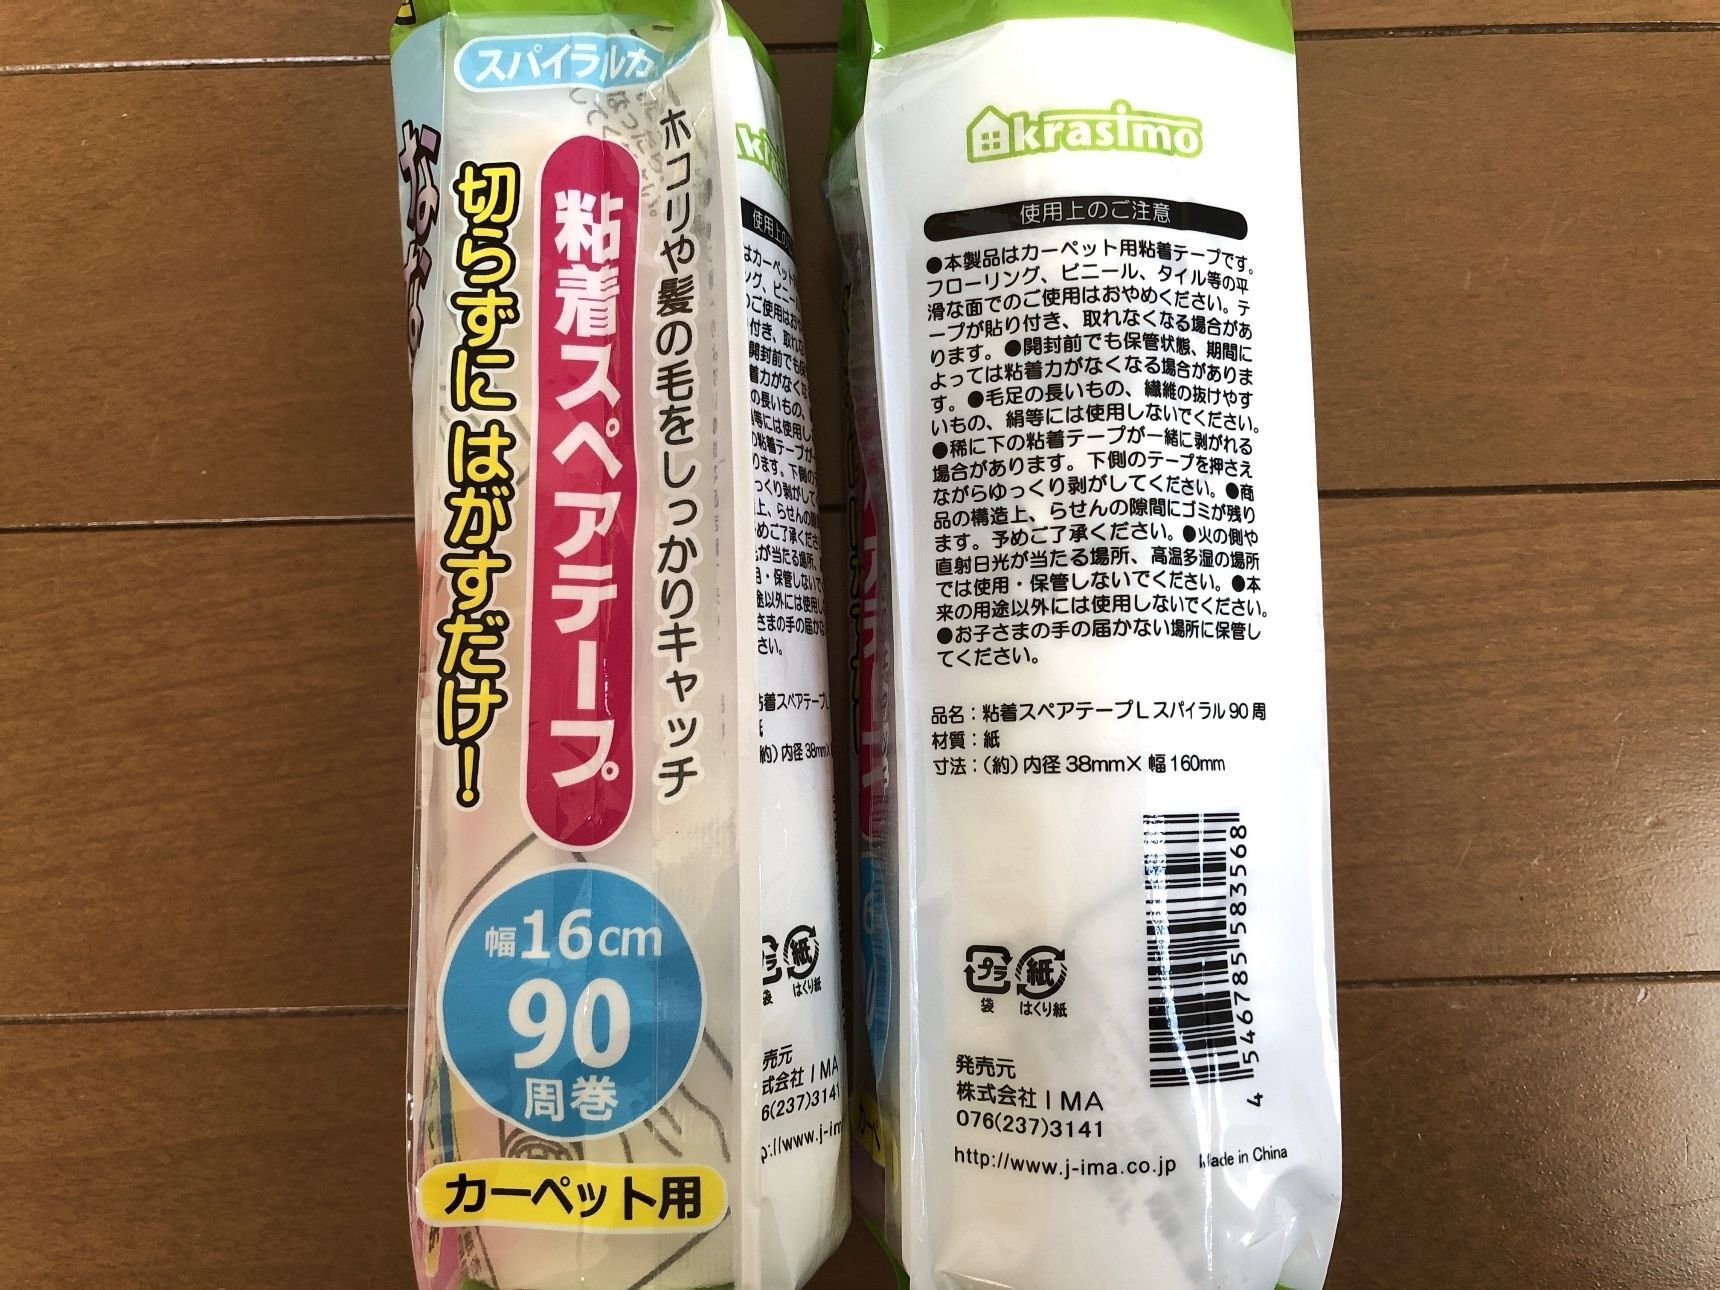 スパイラルカ
ホコリや髪の毛をしっかりキャッチ
粘着スペアテープ
切らずに はがすだけ!
なな
幅16cm
90
周巻
カーペット用
krasimo
使用上のご注意
●本製品はカーペット用粘着テープです。
フローリング、ビニール、タイル等の平
滑な面でのご使用はおやめください。テ
ープが貼り付き、取れなくなる場合があ
ります。●開封前でも保管状態、期間に
よっては粘着力がなくなる場合がありま
す。●毛足の長いもの、繊維の抜けやす
いもの、絹等には使用しないでください。
●稀に下の粘着テープが一緒に剥がれる
場合があります。下側のテープを押さえ
ながらゆっくり剥がしてください。●商
品の構造上、らせんの隙間にゴミが残り
ます。予めご了承ください。●火の側や
直射日光が当たる場所、高温多湿の場所
では使用・保管しないでください。●本
来の用途以外には使用しないでください。
●お子さまの手の届かない場所に保管し
てください。
品名：粘着スペアテープL スパイラル90周
材質：紙
寸法：(約)内径38mm×幅160mm
プラ 紙
袋 はくり紙
4 546785 583568
発売元
株式会社IMA
076(237)3141
http://www.j-ima.co.jp Made in China